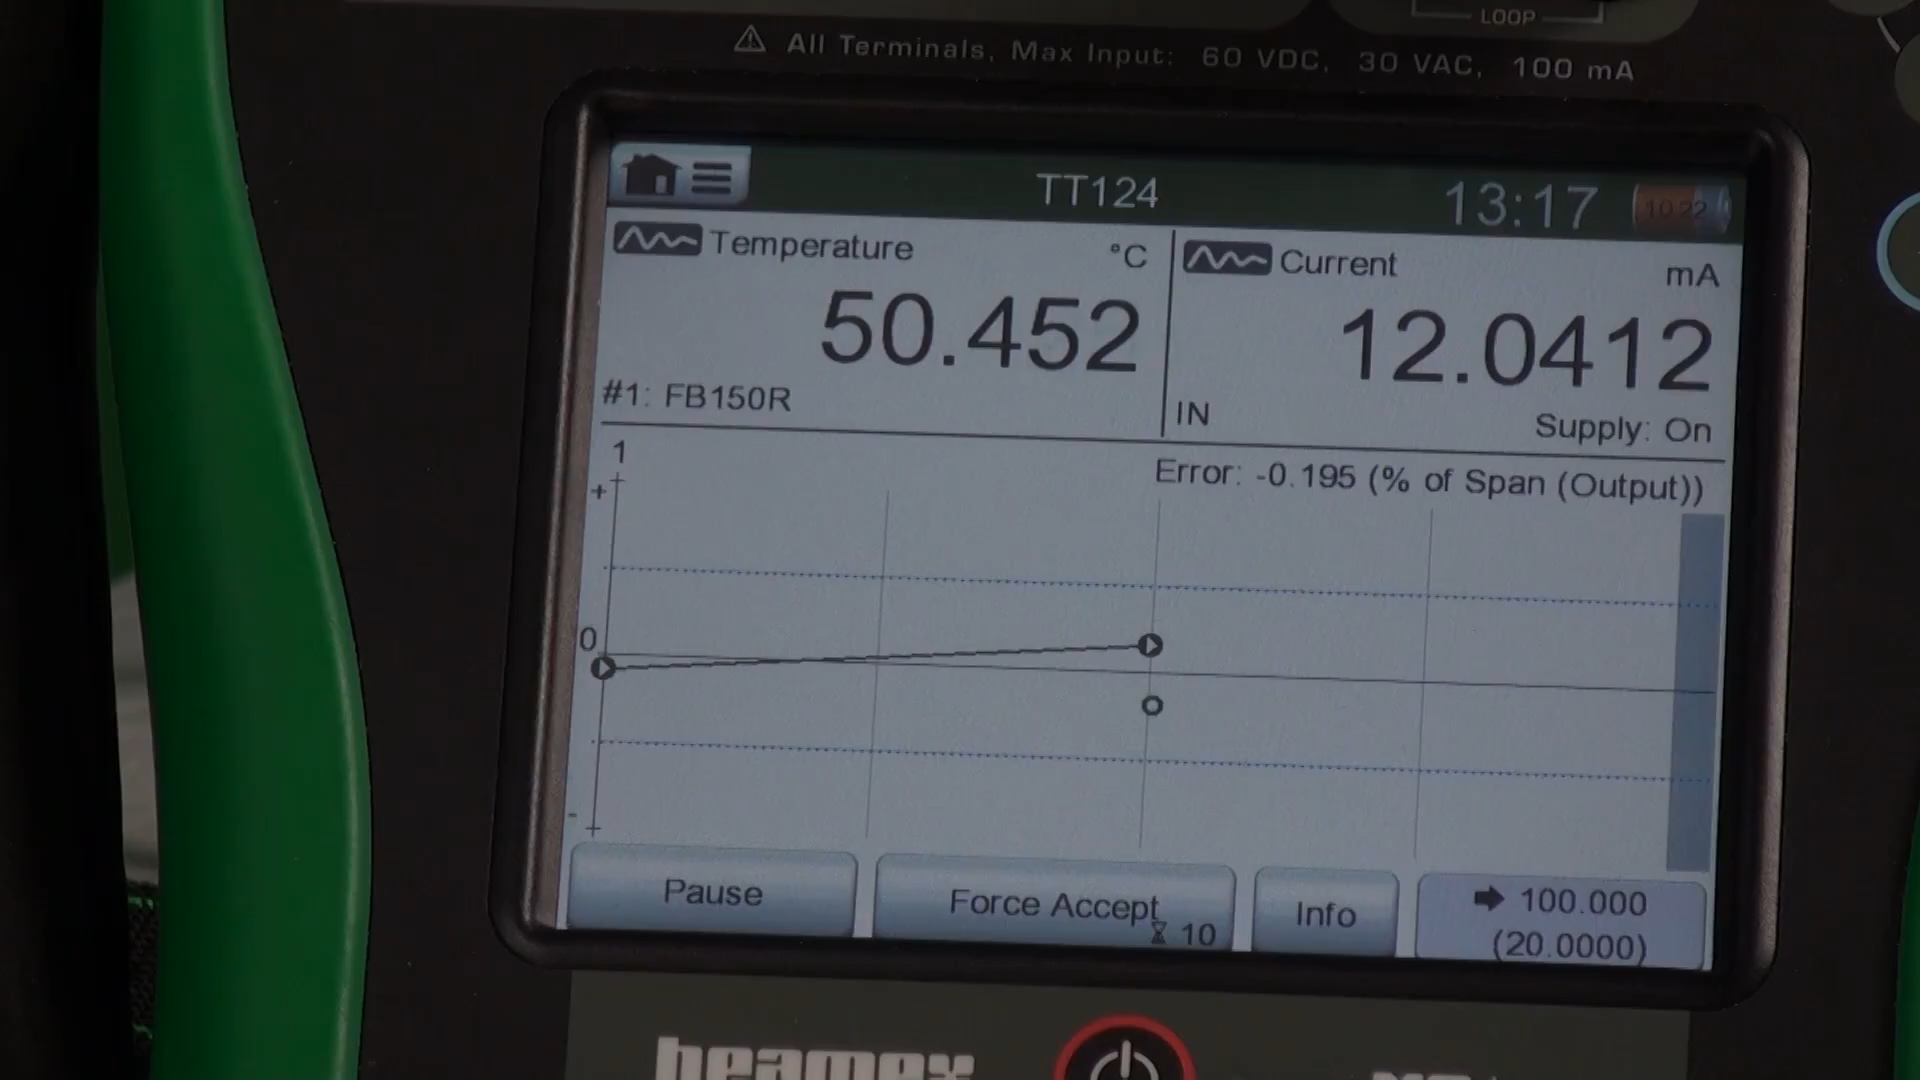 LOOP
⚠ All Terminals, Max Input: 60 VDC, 30 VAC, 100 mA
TT124 13:17 10:22
Temperature °C
50.452
#1: FB150R
Current mA
12.0412
IN Supply: On
Error: -0.195 (% of Span (Output))
1
+
0
-
Pause
Force Accept
10
Info
➡ 100.000
(20.0000)
beamex